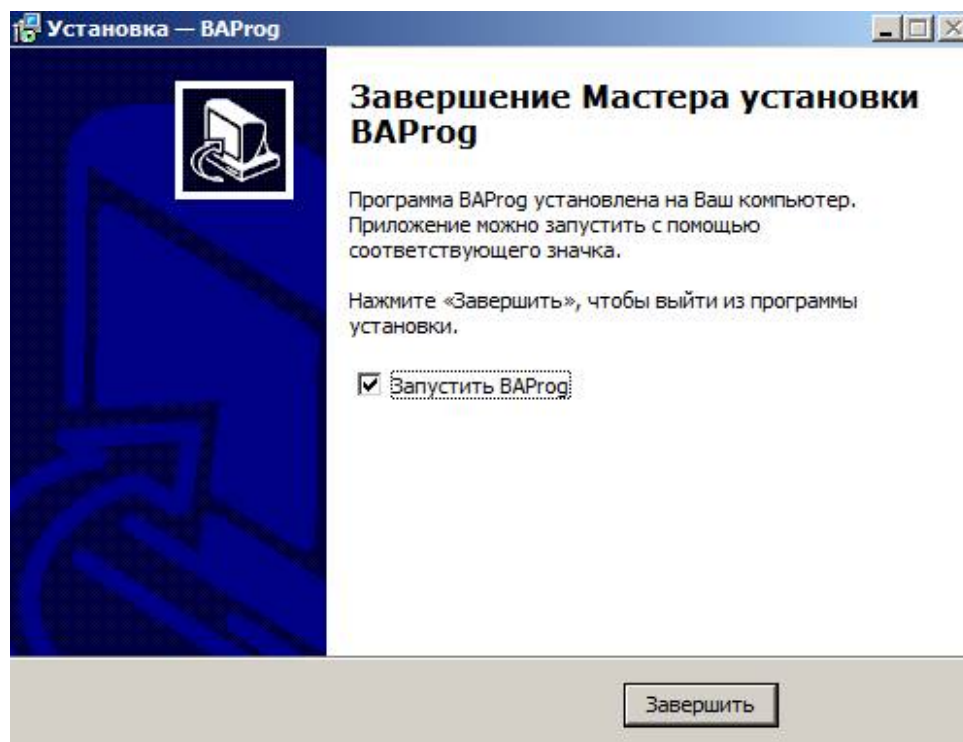 Установка — BAProg
Завершение Мастера установки
BAProg
Программа BAProg установлена на Ваш компьютер.
Приложение можно запустить с помощью
соответствующего значка.
Нажмите «Завершить», чтобы выйти из программы
установки.
Запустить BAProg
Завершить